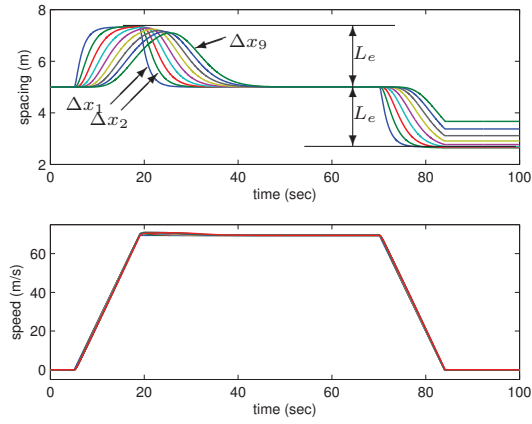 8
6
4
2
spacing (m)
Δx₁
Δx₂
Δx₉
Lₑ
Lₑ
0 20 40 60 80 100
time (sec)
60
40
20
0
speed (m/s)
0 20 40 60 80 100
time (sec)